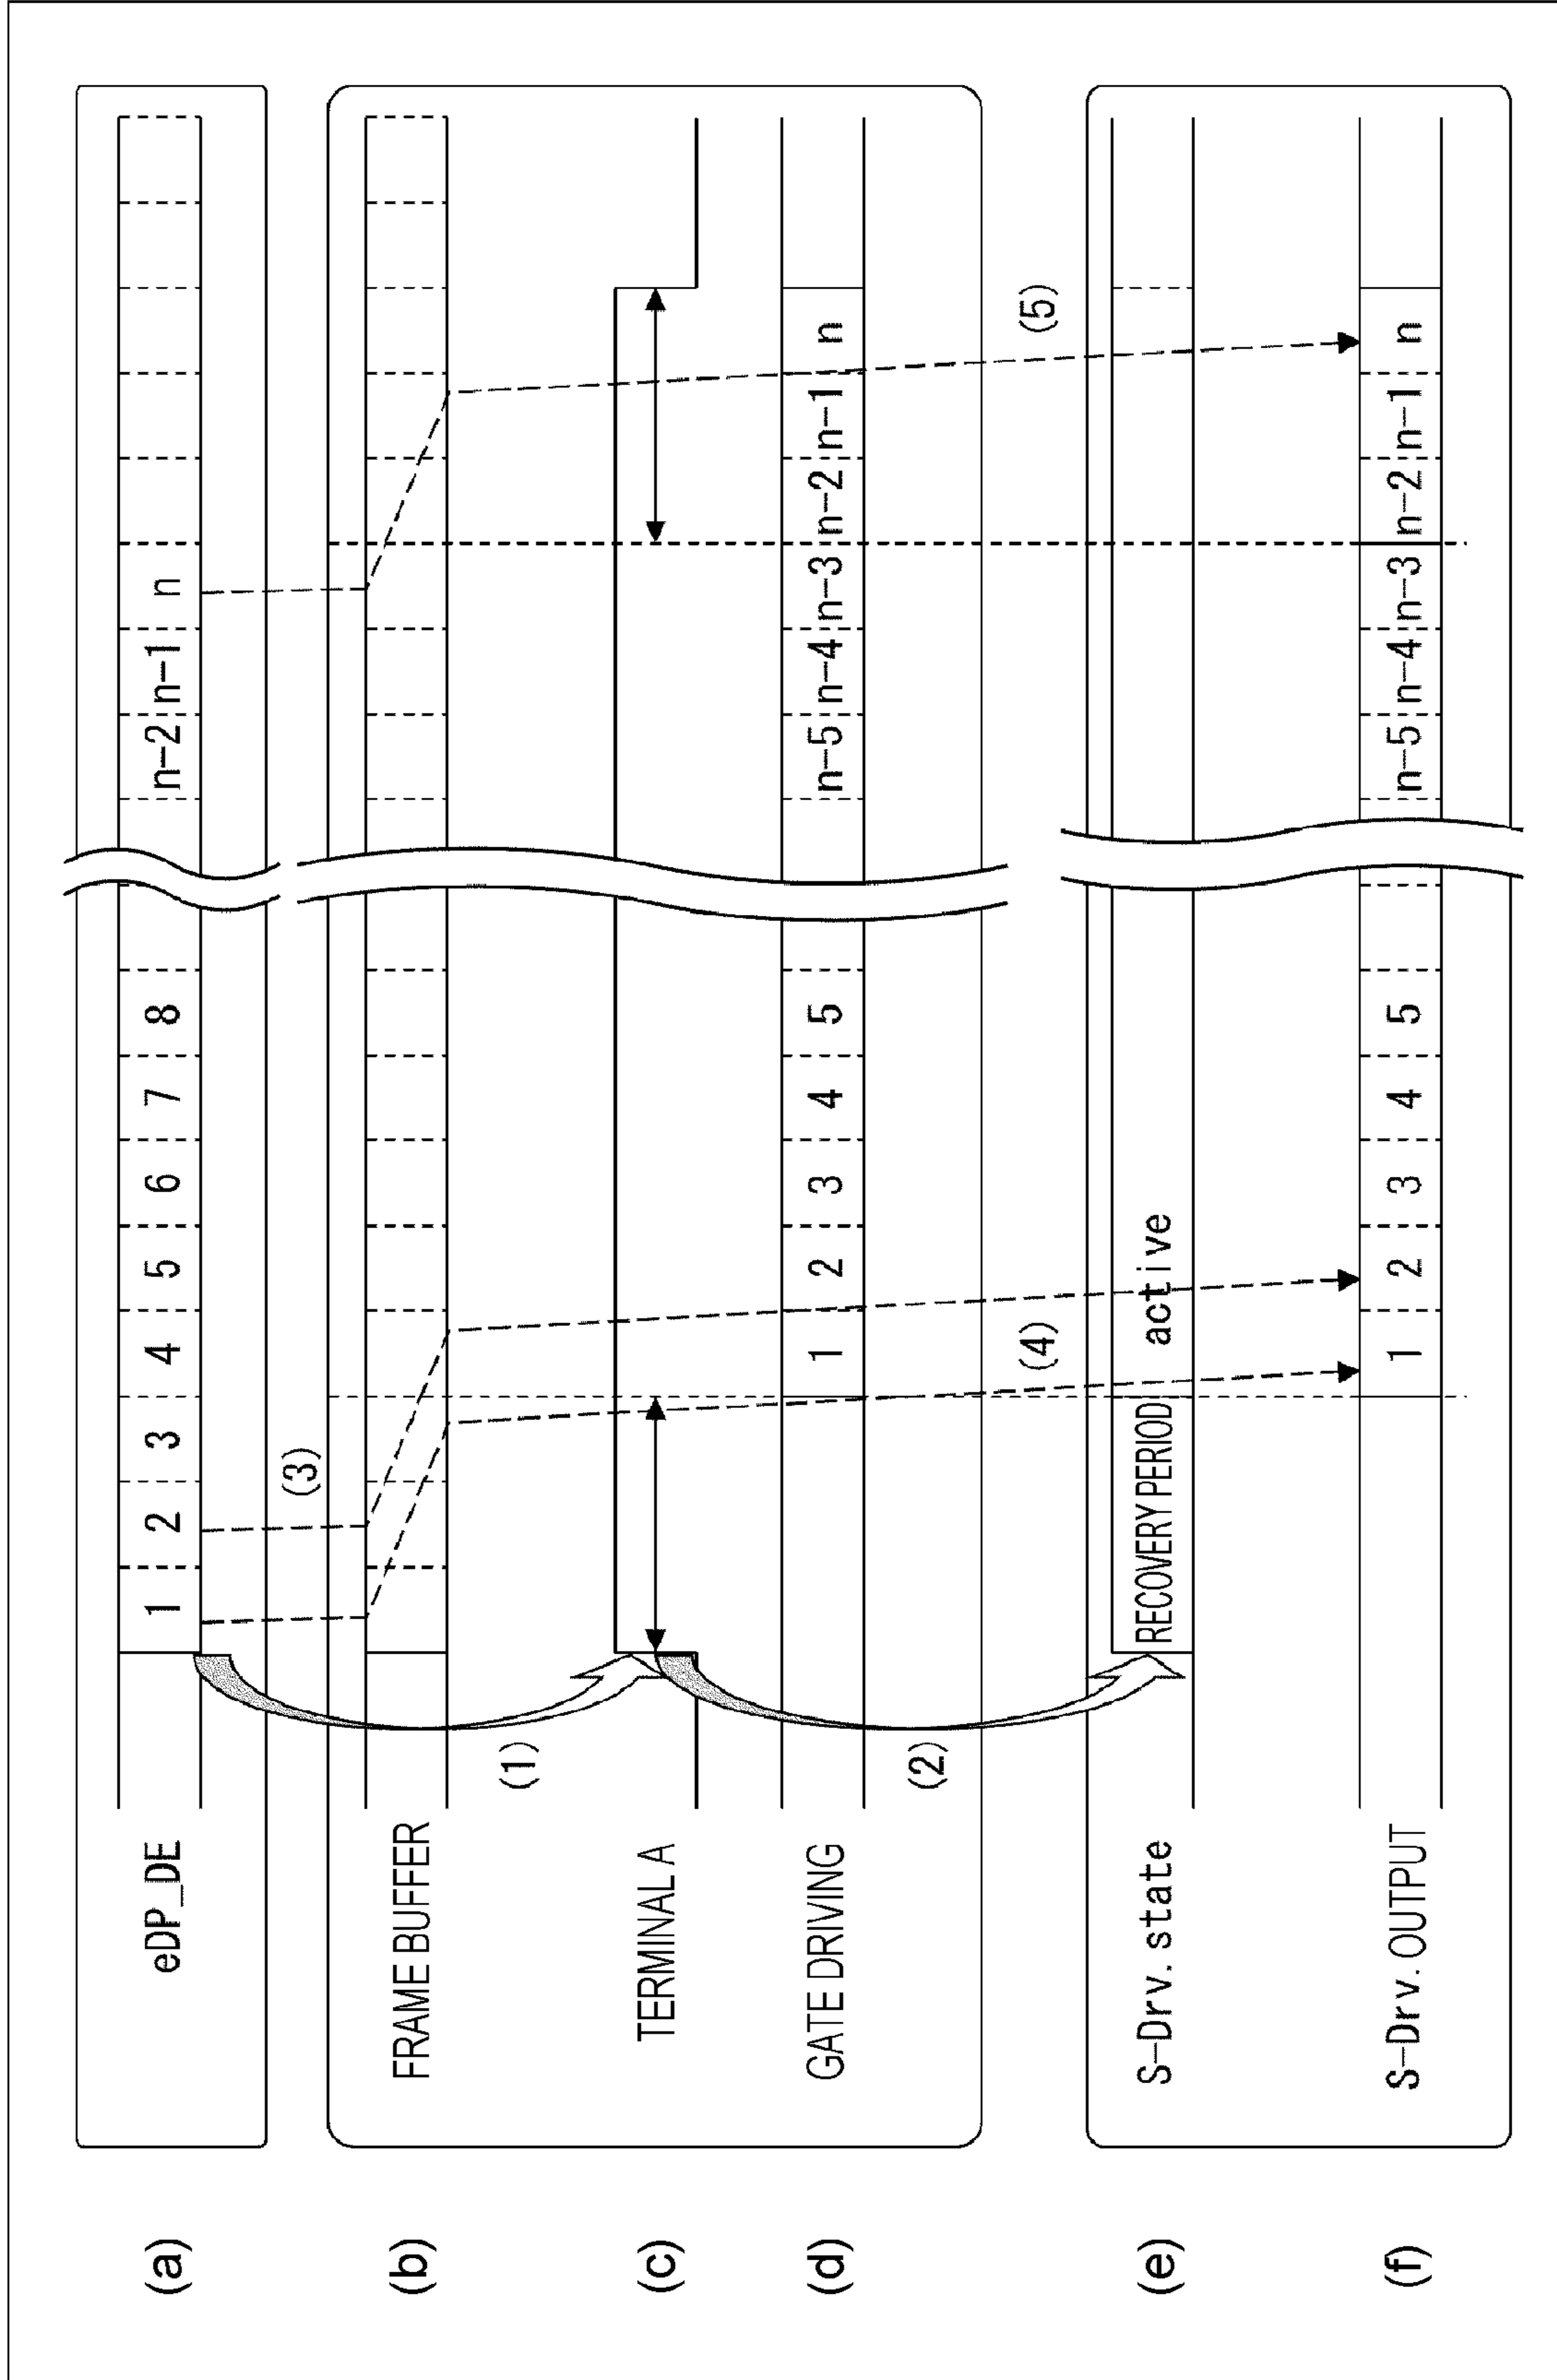 (a) eDP_DE 1 2 3 4 5 6 7 8 n-2 n-1 n
(3)
(b) FRAME BUFFER
(1)
(c) TERMINAL A
(d) GATE DRIVING 1 2 3 4 5 n-5 n-4 n-3 n-2 n-1 n
(2) (4) (5)
(e) S-Drv.state RECOVERY PERIOD active
(f) S-Drv.OUTPUT 1 2 3 4 5 n-5 n-4 n-3 n-2 n-1 n